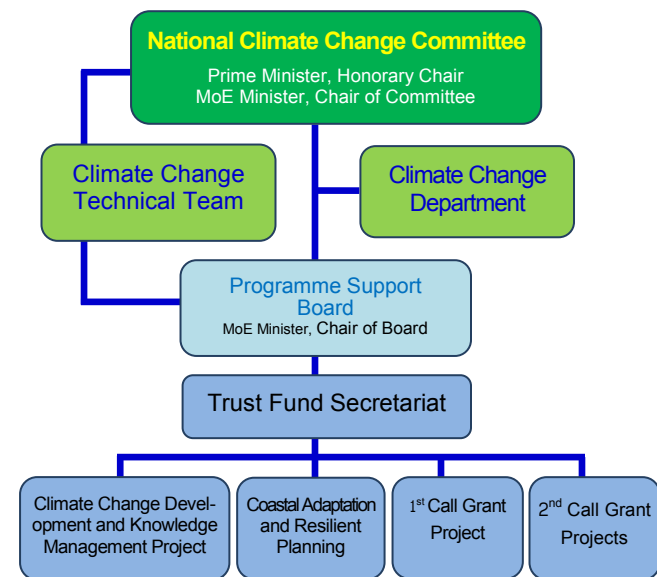 National Climate Change Committee
Prime Minister, Honorary Chair
MoE Minister, Chair of Committee
Climate Change
Technical Team
Climate Change
Department
Programme Support
Board
MoE Minister, Chair of Board
Trust Fund Secretariat
Climate Change Devel-
opment and Knowledge
Management Project
Coastal Adaptation
and Resilient
Planning
1st Call Grant
Project
2nd Call Grant
Projects